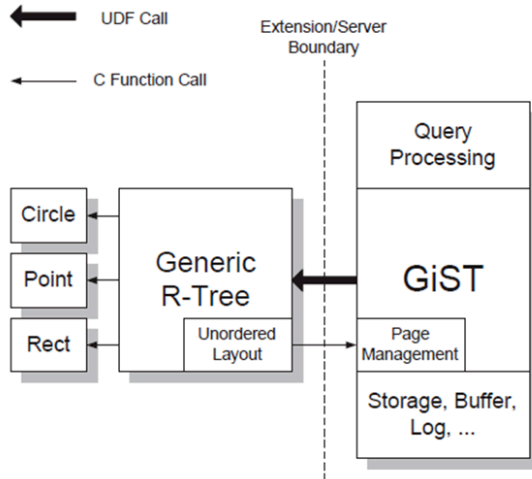 UDF Call
Extension/Server
Boundary
C Function Call
Query
Processing
Circle
Point
Rect
Generic
R-Tree
Unordered
Layout
GiST
Page
Management
Storage, Buffer,
Log, ...